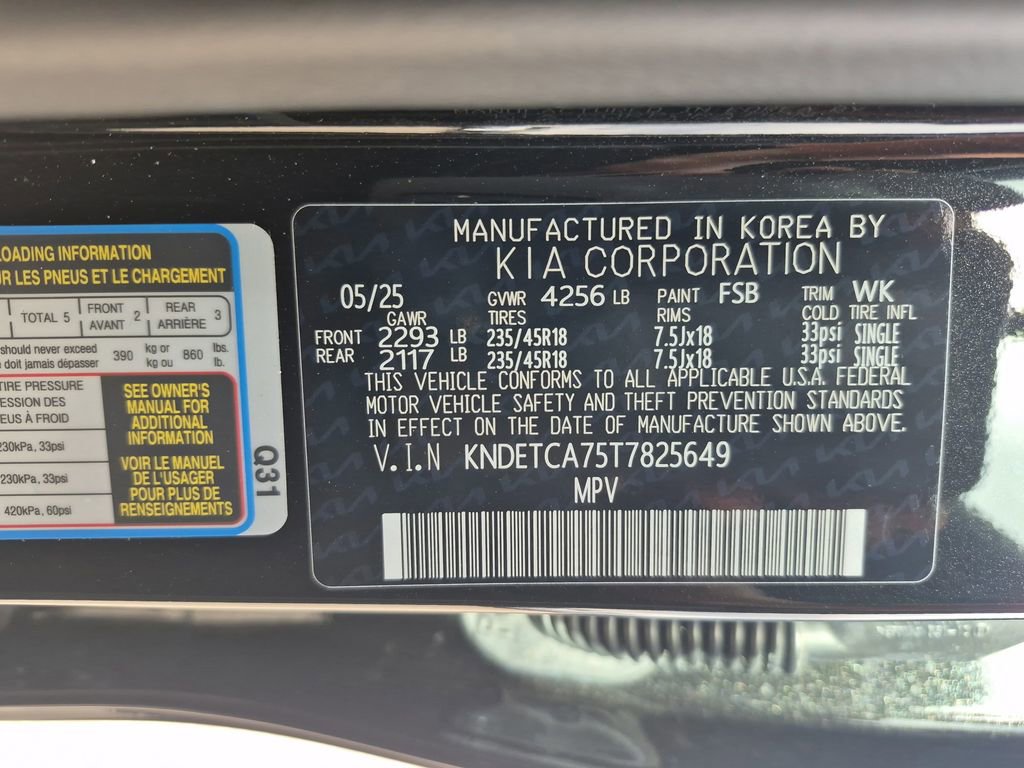 LOADING INFORMATION
UR LES PNEUS ET LE CHARGEMENT
TOTAL 5
FRONT
AVANT 2
REAR
ARRIÈRE 3
should never exceed
e doit jamais dépasser
390
kg or
kg ou
860
lbs.
lb.
TIRE PRESSURE
ESSION DES
EUS À FROID
230kPa, 33psi
230kPa, 33psi
420kPa, 60psi
SEE OWNER'S
MANUAL FOR
ADDITIONAL
INFORMATION
VOIR LE MANUEL
DE L'USAGER
POUR PLUS DE
RENSEIGNEMENTS
Q31
MANUFACTURED IN KOREA BY
KIA CORPORATION
05/25 GVWR 4256 LB PAINT FSB TRIM WK
GAWR TIRES RIMS COLD TIRE INFL
FRONT 2293 LB 235/45R18 7.5Jx18 33psi SINGLE
REAR 2117 LB 235/45R18 7.5Jx18 33psi SINGLE
THIS VEHICLE CONFORMS TO ALL APPLICABLE U.S.A. FEDERAL
MOTOR VEHICLE SAFETY AND THEFT PREVENTION STANDARDS
IN EFFECT ON THE DATE OF MANUFACTURE SHOWN ABOVE.
V.I.N KNDETCA75T7825649
MPV